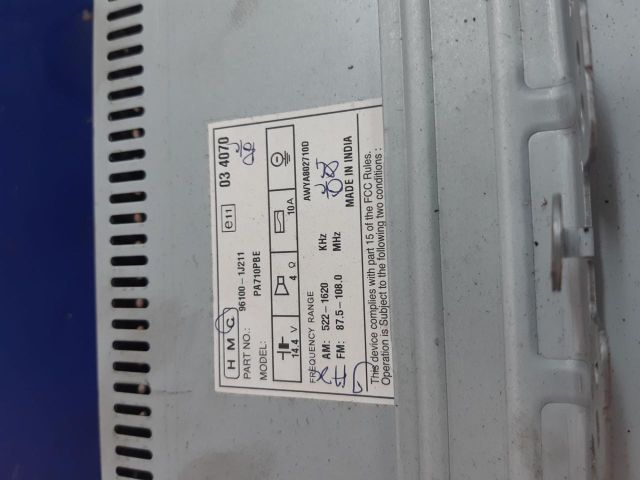 HMC e11 03 4070
PART NO.: 96100-1J211
MODEL: PA710PBE
14.4 V 4 Ω 10A
FREQUENCY RANGE AWYA8027100
AM: 522-1620 KHz
FM: 87.5-108.0 MHz MADE IN INDIA
This device complies with part 15 of the FCC Rules.
Operation is Subject to the following two conditions :